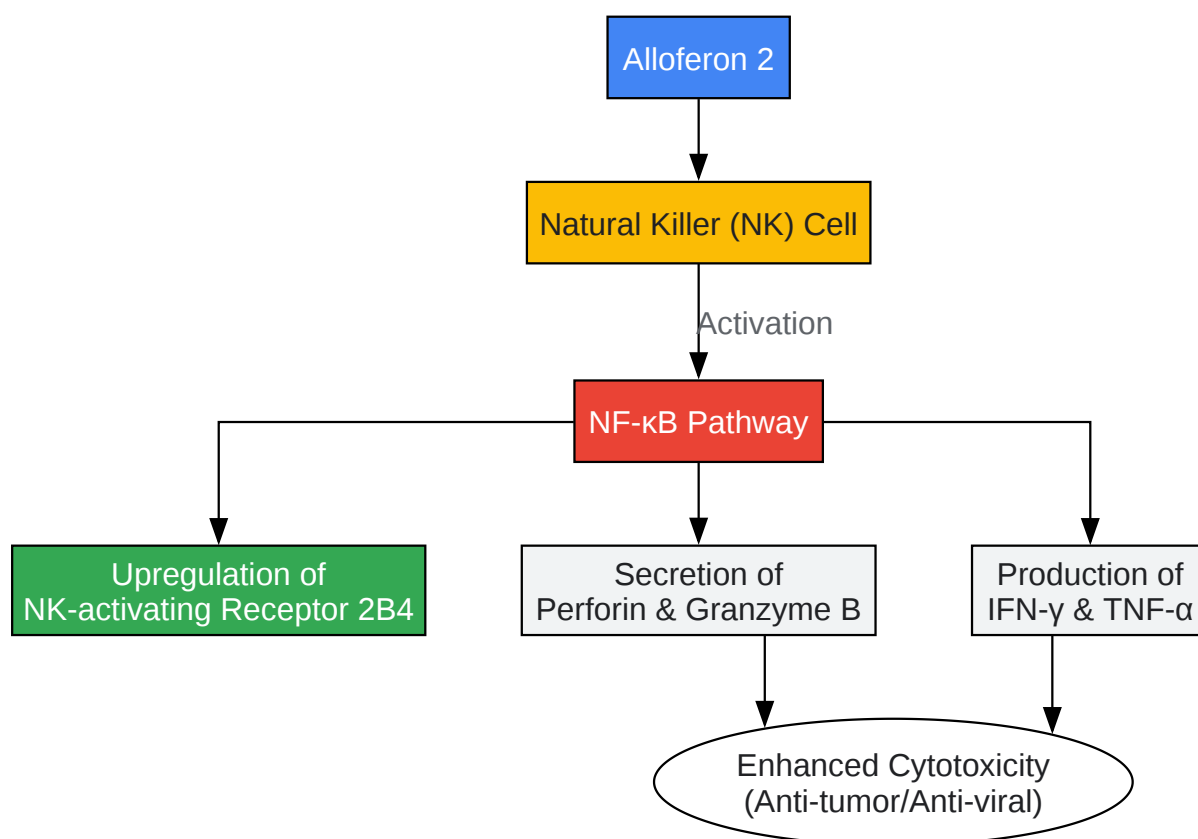 Alloferon 2
Natural Killer (NK) Cell
Activation
NF-κB Pathway
Upregulation of
NK-activating Receptor 2B4
Secretion of
Perforin & Granzyme B
Production of
IFN-γ & TNF-α
Enhanced Cytotoxicity
(Anti-tumor/Anti-viral)